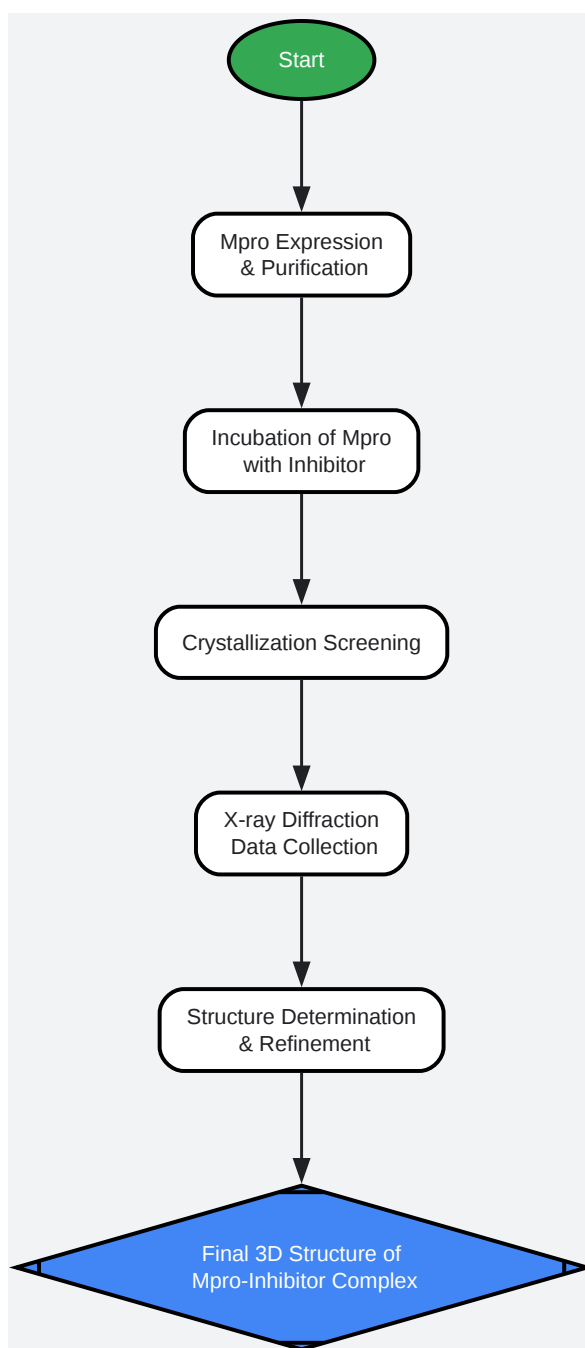 Start
Mpro Expression
& Purification
Incubation of Mpro
with Inhibitor
Crystallization Screening
X-ray Diffraction
Data Collection
Structure Determination
& Refinement
Final 3D Structure of
Mpro-Inhibitor Complex